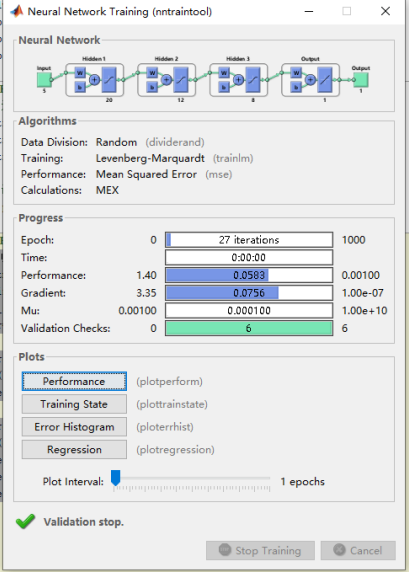 Neural Network Training (nntraintool)
Neural Network
Hidden 1 Hidden 2 Hidden 3 Output
Input W b W b W b W b Output
5 20 12 8 1 1
Algorithms
Data Division: Random (dividerand)
Training: Levenberg-Marquardt (trainlm)
Performance: Mean Squared Error (mse)
Calculations: MEX
Progress
Epoch: 0 27 iterations 1000
Time: 0:00:00
Performance: 1.40 0.0583 0.00100
Gradient: 3.35 0.0756 1.00e-07
Mu: 0.00100 0.000100 1.00e+10
Validation Checks: 0 6 6
Plots
Performance (plotperform)
Training State (plottrainstate)
Error Histogram (ploterrhist)
Regression (plotregression)
Plot Interval: 1 epochs
Validation stop.
Stop Training Cancel